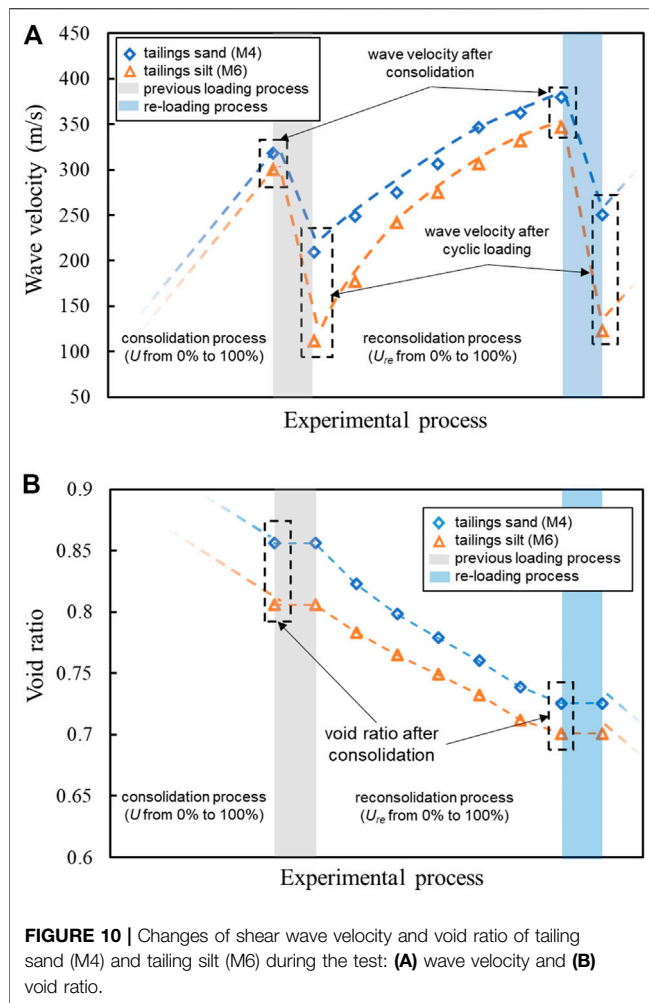 A
450
400
350
300
250
200
150
100
50
Wave velocity (m/s)
tailings sand (M4)
tailings silt (M6)
previous loading process
re-loading process
wave velocity after
consolidation
wave velocity after
cyclic loading
consolidation process
(U from 0% to 100%)
reconsolidation process
(Ure from 0% to 100%)
Experimental process
B
0.9
0.85
0.8
0.75
0.7
0.65
0.6
Void ratio
tailings sand (M4)
tailings silt (M6)
previous loading process
re-loading process
void ratio after
consolidation
consolidation process
(U from 0% to 100%)
reconsolidation process
(Ure from 0% to 100%)
Experimental process
FIGURE 10 | Changes of shear wave velocity and void ratio of tailing
sand (M4) and tailing silt (M6) during the test: (A) wave velocity and (B)
void ratio.